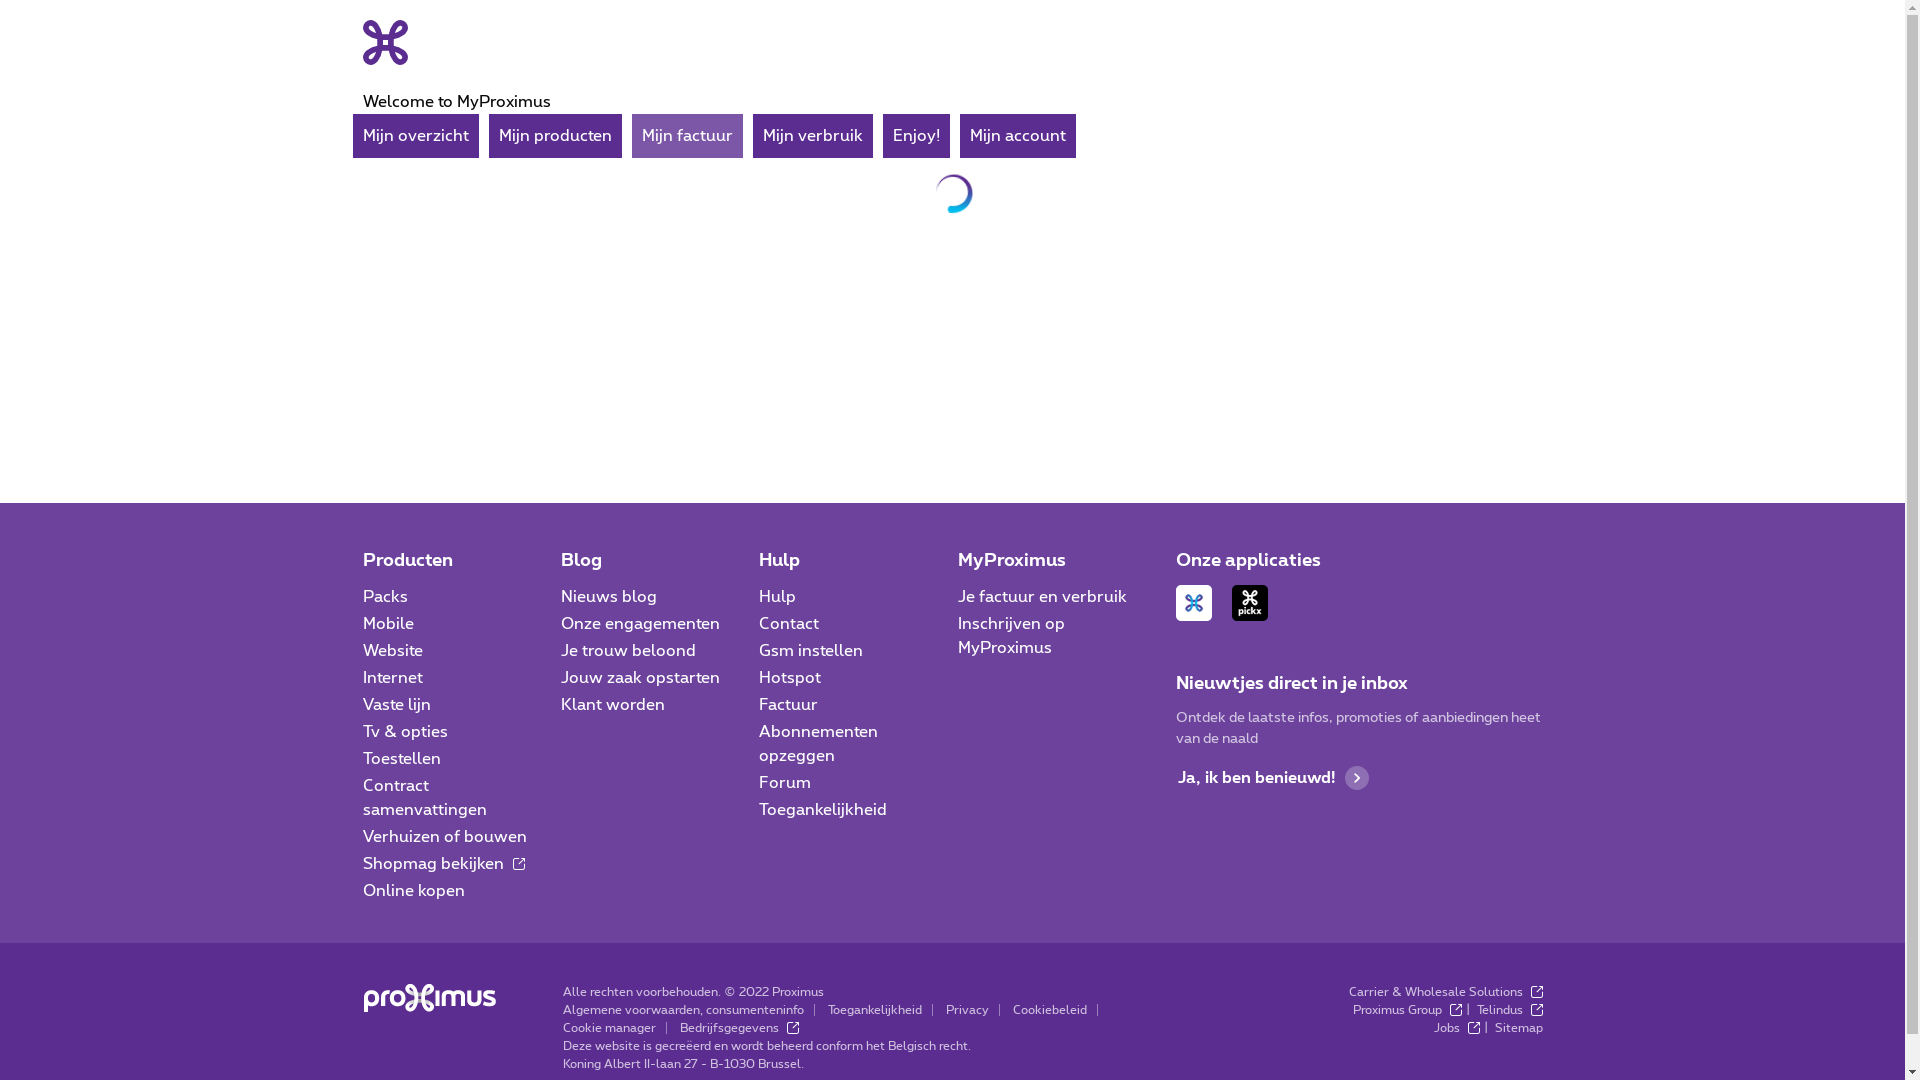 Welcome to MyProximus
Mijn overzicht
Mijn producten
Mijn factuur
Mijn verbruik
Enjoy!
Mijn account
Producten
Packs
Mobile
Website
Internet
Vaste lijn
Tv & opties
Toestellen
Contract
samenvattingen
Verhuizen of bouwen
Shopmag bekijken
Online kopen
Blog
Nieuws blog
Onze engagementen
Je trouw beloond
Jouw zaak opstarten
Klant worden
Hulp
Hulp
Contact
Gsm instellen
Hotspot
Factuur
Abonnementen
opzeggen
Forum
Toegankelijkheid
MyProximus
Je factuur en verbruik
Inschrijven op
MyProximus
Onze applicaties
pickx
Nieuwtjes direct in je inbox
Ontdek de laatste infos, promoties of aanbiedingen heet
van de naald
Ja, ik ben benieuwd!
proximus
Alle rechten voorbehouden. © 2022 Proximus
Algemene voorwaarden, consumenteninfo | Toegankelijkheid | Privacy | Cookiebeleid |
Cookie manager | Bedrijfsgegevens
Deze website is gecreëerd en wordt beheerd conform het Belgisch recht.
Koning Albert II-laan 27 - B-1030 Brussel.
Carrier & Wholesale Solutions
Proximus Group | Telindus
Jobs | Sitemap